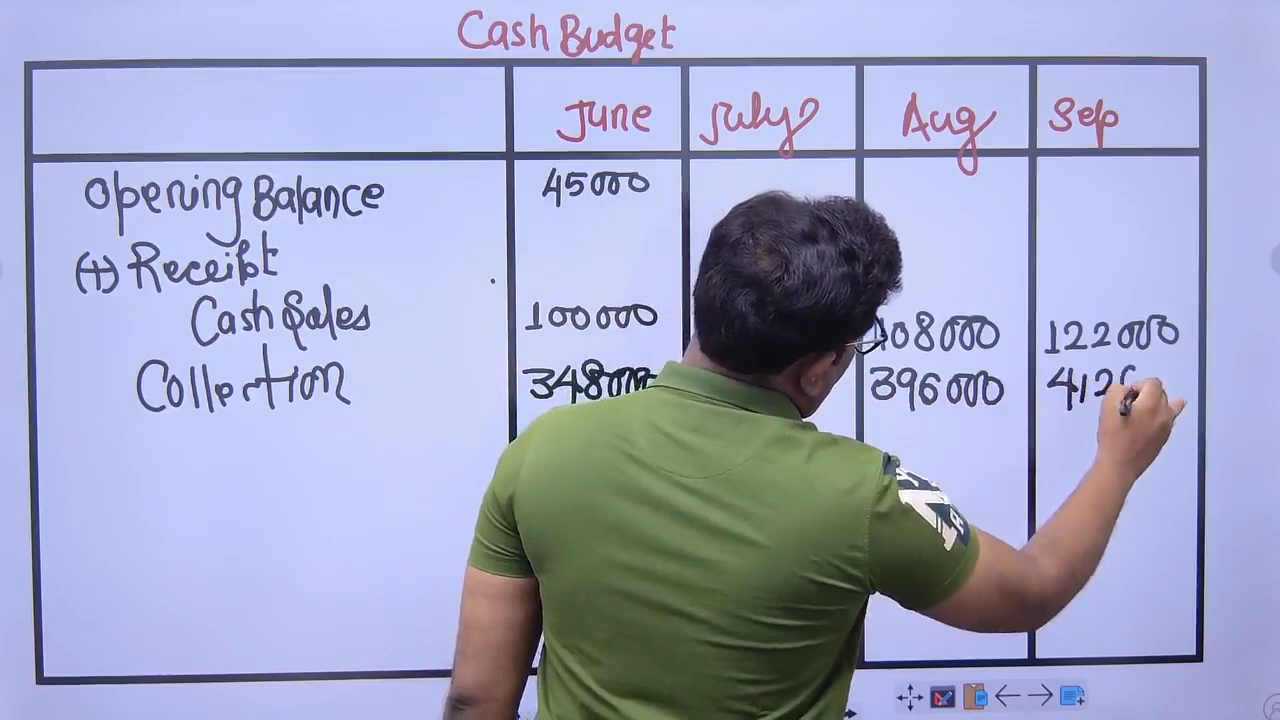 Cash Budget
June July Aug Sep
Opening Balance 45000
(+) Receipt
Cash Sales 100000 108000 122000
Collection 348000 396000